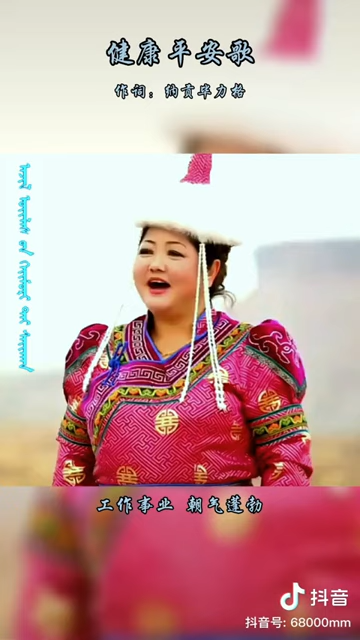 健康平安歌
作词：纳贡毕力格
工作事业 朝气蓬勃
抖音
抖音号: 68000mm